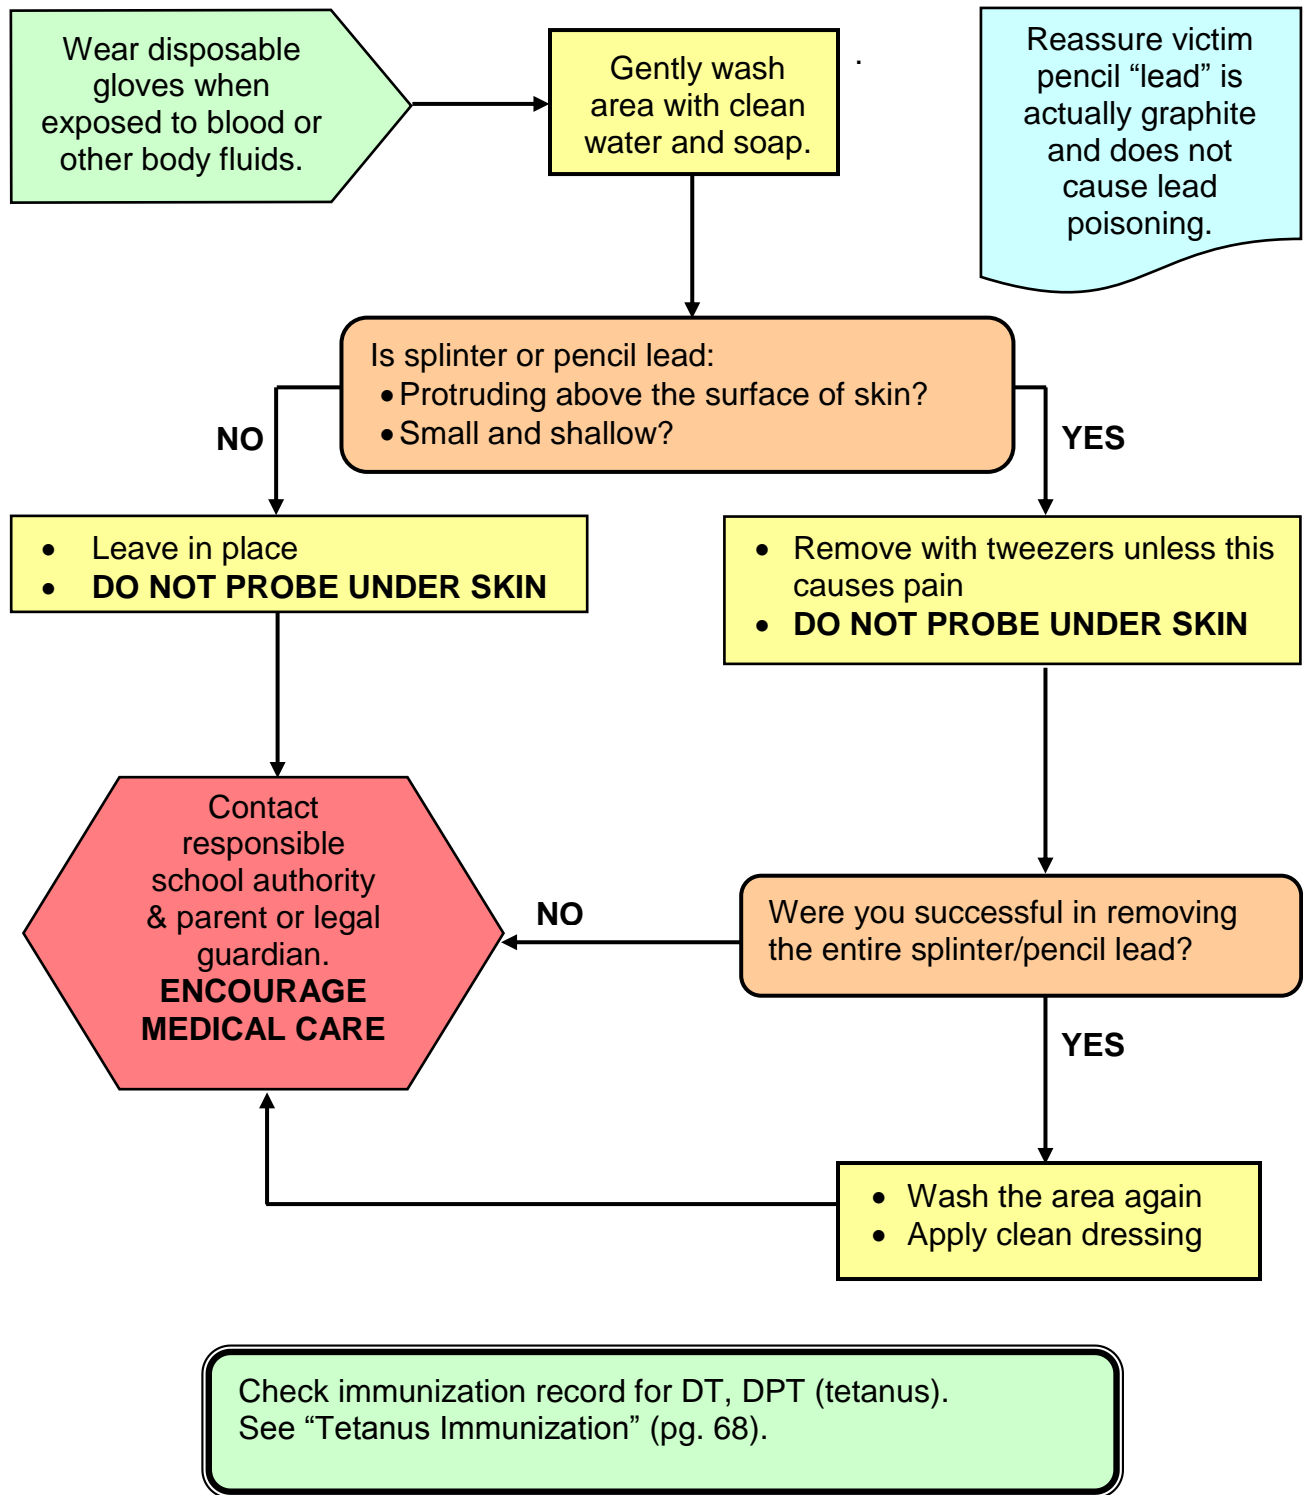 Wear disposable
gloves when
exposed to blood or
other body fluids.
Gently wash
area with clean
water and soap.
.
Reassure victim
pencil “lead” is
actually graphite
and does not
cause lead
poisoning.
Is splinter or pencil lead:
• Protruding above the surface of skin?
• Small and shallow?
NO
YES
• Leave in place
• DO NOT PROBE UNDER SKIN
• Remove with tweezers unless this
causes pain
• DO NOT PROBE UNDER SKIN
Contact
responsible
school authority
& parent or legal
guardian.
ENCOURAGE
MEDICAL CARE
NO
Were you successful in removing
the entire splinter/pencil lead?
YES
• Wash the area again
• Apply clean dressing
Check immunization record for DT, DPT (tetanus).
See “Tetanus Immunization” (pg. 68).